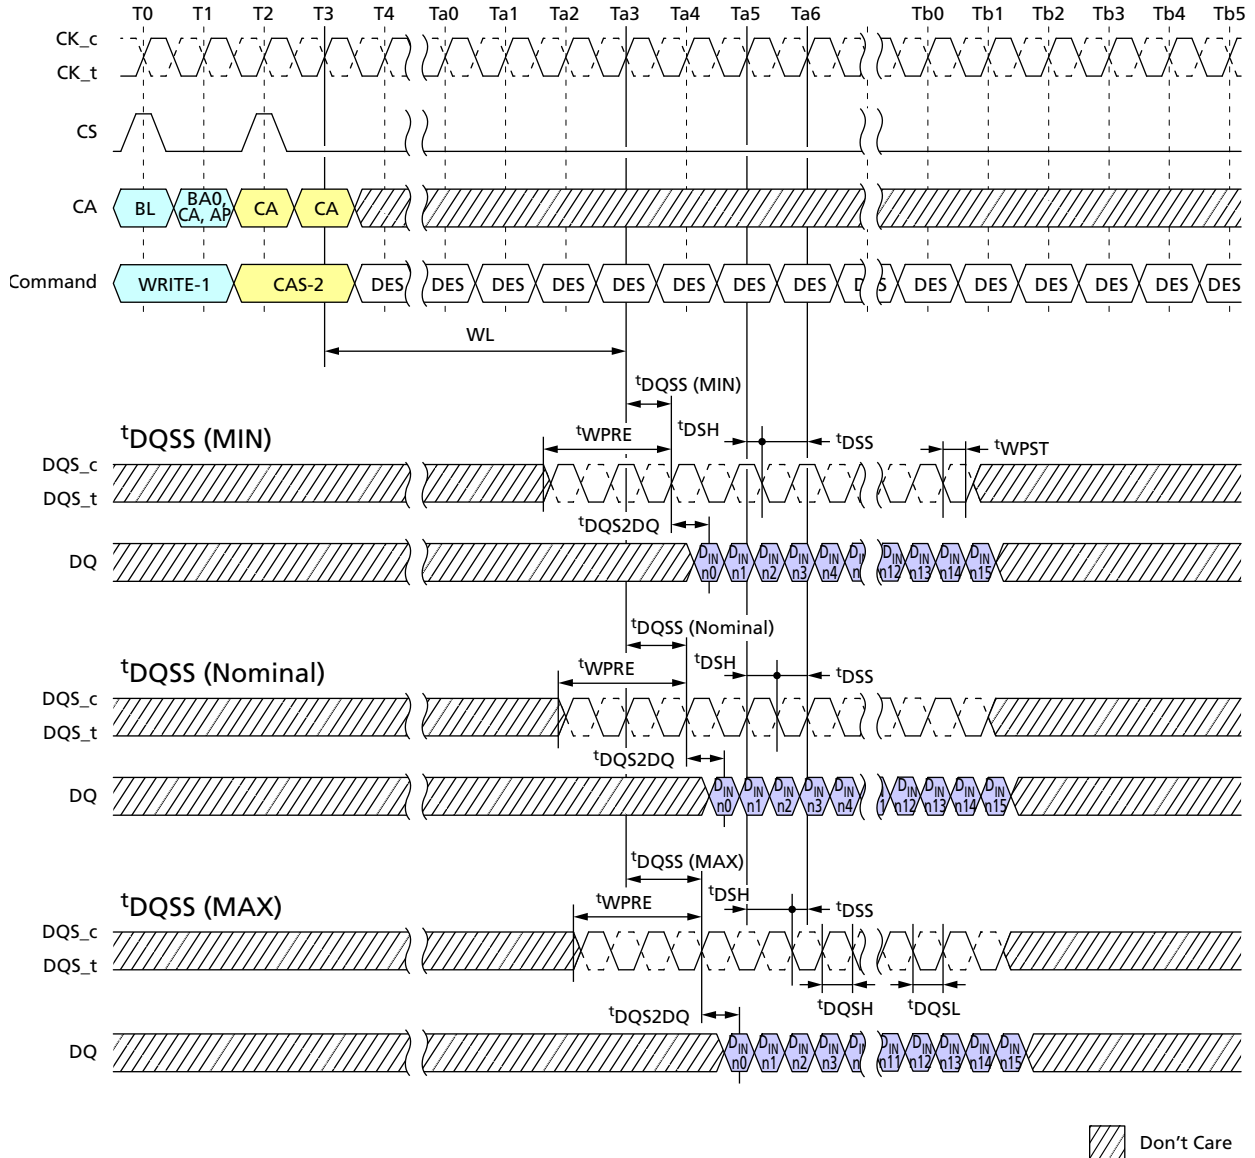 T0 T1 T2 T3 T4 Ta0 Ta1 Ta2 Ta3 Ta4 Ta5 Ta6 Tb0 Tb1 Tb2 Tb3 Tb4 Tb5
CK_c
CK_t
CS
CA BL BA0, CA, AP CA CA
Command WRITE-1 CAS-2 DES DES DES DES DES DES DES DES DES DES DES DES DES DES
WL
tDQSS (MIN)
tDQSS (MIN) tWPRE tDSH tDSS tWPST
DQS_c
DQS_t
tDQS2DQ
DQ DIN n0 DIN n1 DIN n2 DIN n3 DIN n4 DIN n12 DIN n13 DIN n14 DIN n15
tDQSS (Nominal)
tDQSS (Nominal) tWPRE tDSH tDSS
DQS_c
DQS_t
tDQS2DQ
DQ DIN n0 DIN n1 DIN n2 DIN n3 DIN n4 DIN n12 DIN n13 DIN n14 DIN n15
tDQSS (MAX)
tDQSS (MAX) tWPRE tDSH tDSS
DQS_c
DQS_t
tDQSH tDQSL
tDQS2DQ
DQ DIN n0 DIN n1 DIN n2 DIN n3 DIN n11 DIN n12 DIN n13 DIN n14 DIN n15
Don't Care